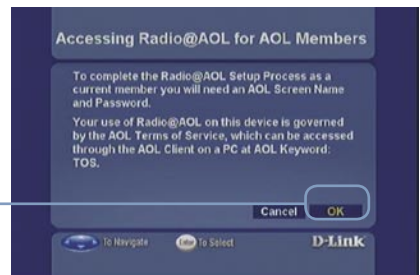 Accessing Radio@AOL for AOL Members
To complete the Radio@AOL Setup Process as a
current member you will need an AOL Screen Name
and Password.
Your use of Radio@AOL on this device is governed
by the AOL Terms of Service, which can be accessed
through the AOL Client on a PC at AOL Keyword:
TOS.
Cancel OK
To Navigate Enter To Select D-Link